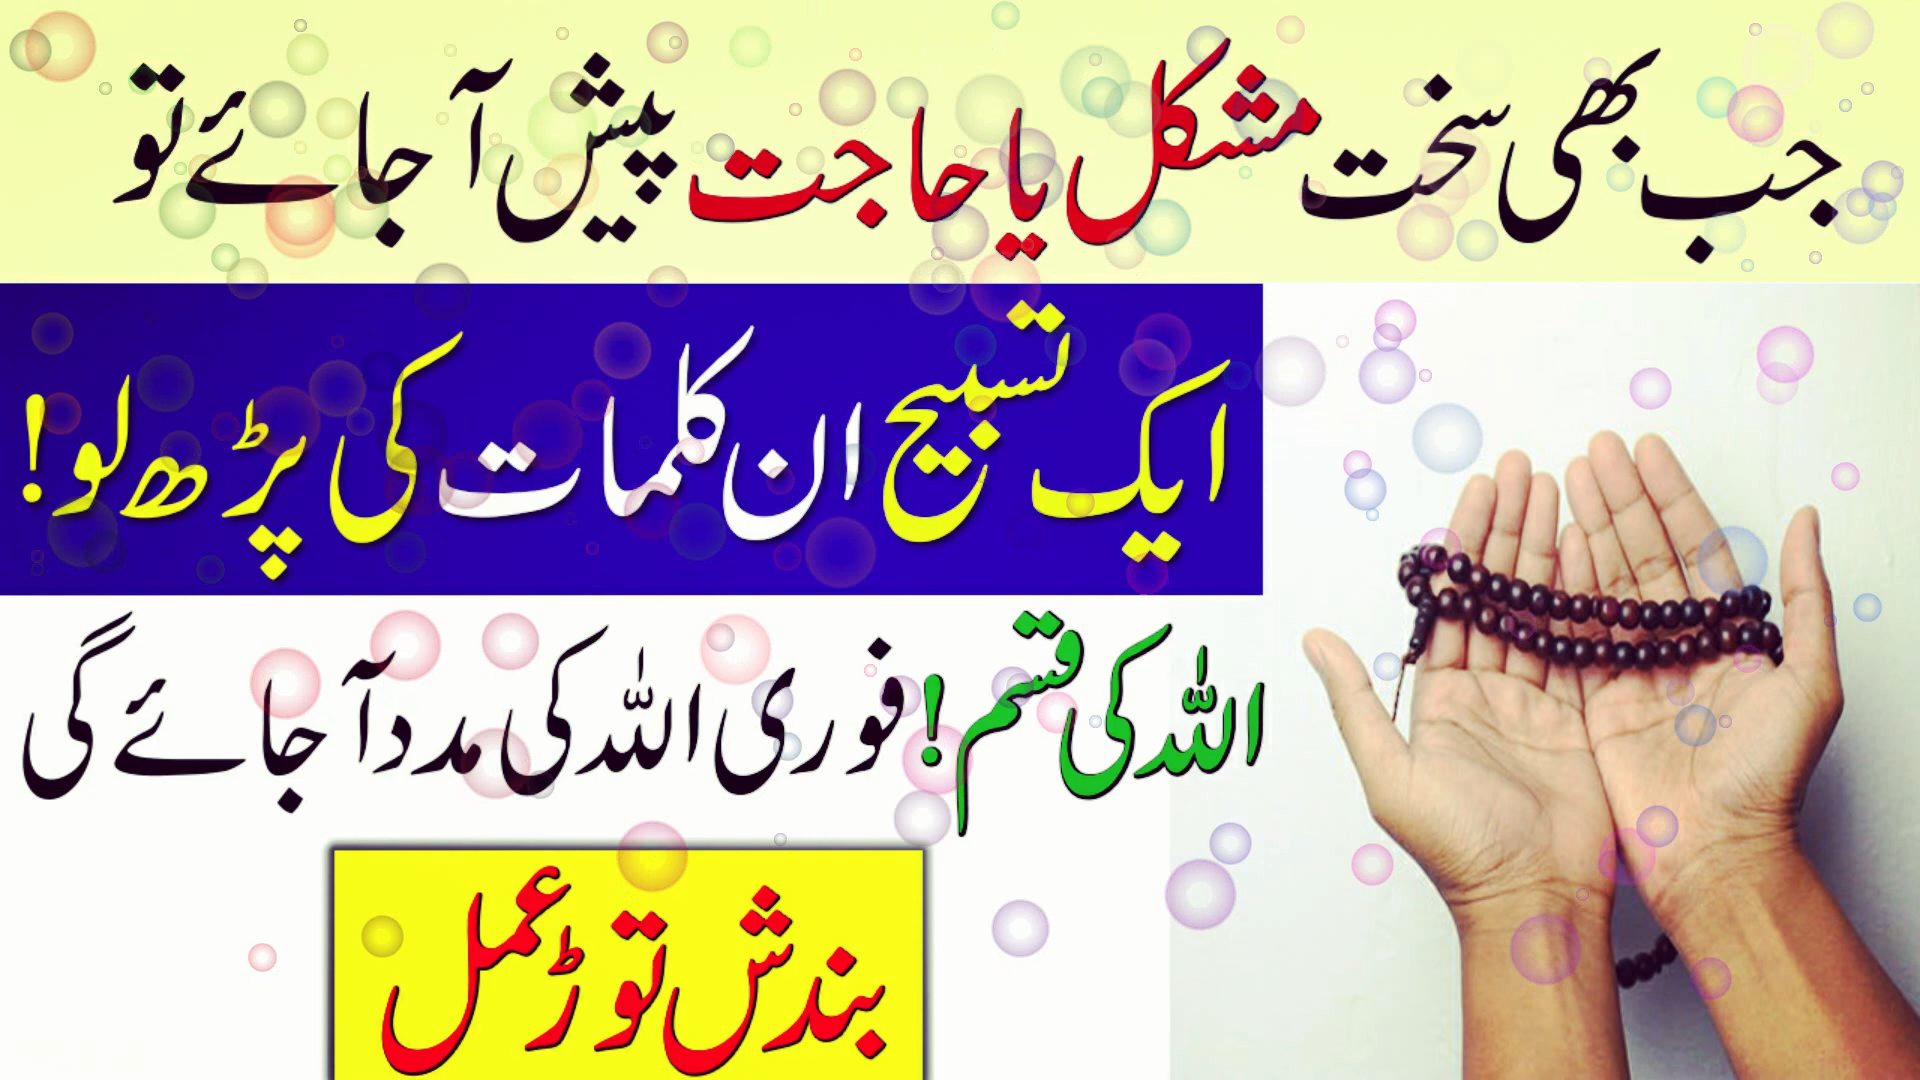 جب بھی سخت مشکل یا حاجت پیش آ جائے تو
ایک تسبیح ان کلمات کی پڑھ لو!
اللہ کی قسم! فوری اللہ کی مدد آ جائے گی
بندش توڑ عمل